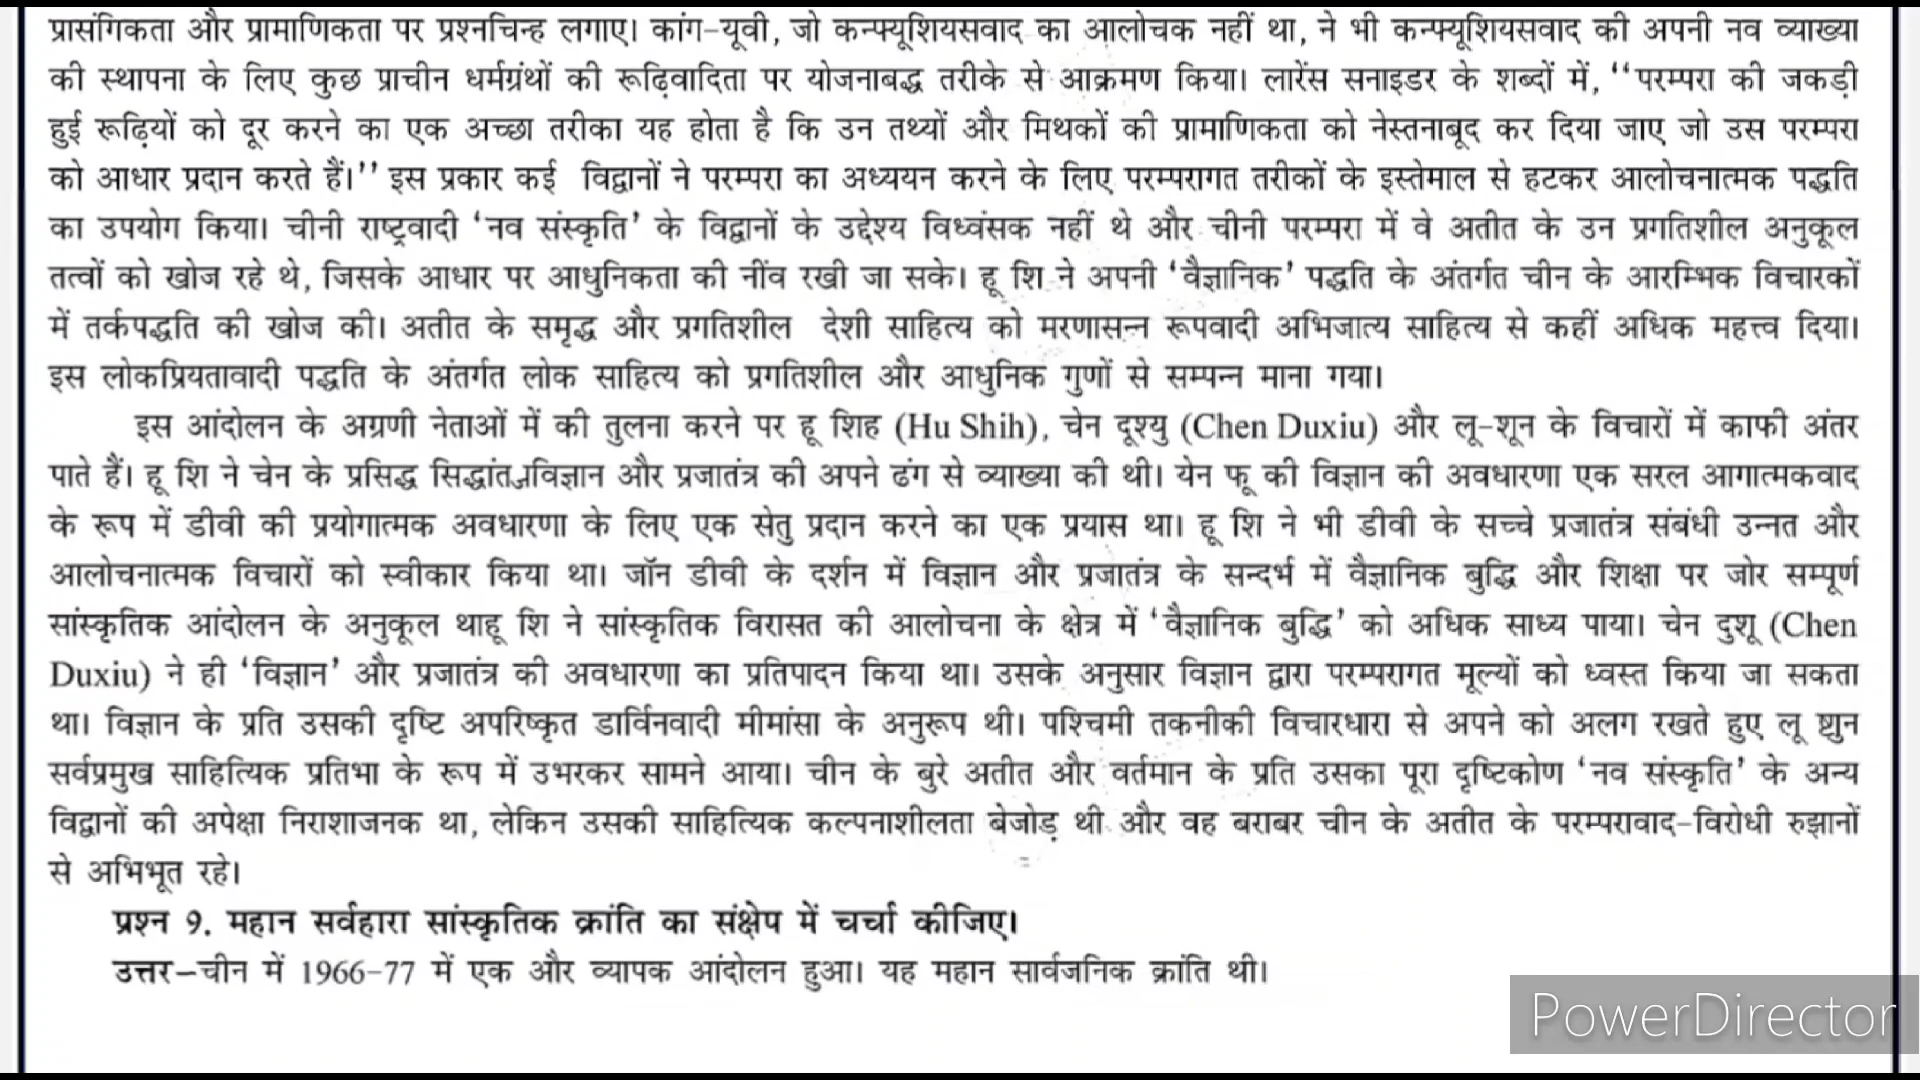 प्रासंगिकता और प्रामाणिकता पर प्रश्नचिन्ह लगाए। कांग-यूवी, जो कन्फ्यूशियसवाद का आलोचक नहीं था, ने भी कन्फ्यूशियसवाद की अपनी नव व्याख्या
की स्थापना के लिए कुछ प्राचीन धर्मग्रंथों की रूढ़िवादिता पर योजनाबद्ध तरीके से आक्रमण किया। लारेंस सनाइडर के शब्दों में, ‘‘परम्परा की जकड़ी
हुई रूढ़ियों को दूर करने का एक अच्छा तरीका यह होता है कि उन तथ्यों और मिथकों की प्रामाणिकता को नेस्तनाबूद कर दिया जाए जो उस परम्परा
को आधार प्रदान करते हैं।’’ इस प्रकार कई विद्वानों ने परम्परा का अध्ययन करने के लिए परम्परागत तरीकों के इस्तेमाल से हटकर आलोचनात्मक पद्धति
का उपयोग किया। चीनी राष्ट्रवादी ‘नव संस्कृति’ के विद्वानों के उद्देश्य विध्वंसक नहीं थे और चीनी परम्परा में वे अतीत के उन प्रगतिशील अनुकूल
तत्वों को खोज रहे थे, जिसके आधार पर आधुनिकता की नींव रखी जा सके। हू शि ने अपनी ‘वैज्ञानिक’ पद्धति के अंतर्गत चीन के आरम्भिक विचारकों
में तर्कपद्धति की खोज की। अतीत के समृद्ध और प्रगतिशील देशी साहित्य को मरणासन्न रूपवादी अभिजात्य साहित्य से कहीं अधिक महत्त्व दिया।
इस लोकप्रियतावादी पद्धति के अंतर्गत लोक साहित्य को प्रगतिशील और आधुनिक गुणों से सम्पन्न माना गया।
इस आंदोलन के अग्रणी नेताओं में की तुलना करने पर हू शिह (Hu Shih), चेन दूश्यु (Chen Duxiu) और लू-शून के विचारों में काफी अंतर
पाते हैं। हू शि ने चेन के प्रसिद्ध सिद्धांत विज्ञान और प्रजातंत्र की अपने ढंग से व्याख्या की थी। येन फू की विज्ञान की अवधारणा एक सरल आगात्मकवाद
के रूप में डीवी की प्रयोगात्मक अवधारणा के लिए एक सेतु प्रदान करने का एक प्रयास था। हू शि ने भी डीवी के सच्चे प्रजातंत्र संबंधी उन्नत और
आलोचनात्मक विचारों को स्वीकार किया था। जॉन डीवी के दर्शन में विज्ञान और प्रजातंत्र के सन्दर्भ में वैज्ञानिक बुद्धि और शिक्षा पर जोर सम्पूर्ण
सांस्कृतिक आंदोलन के अनुकूल थाहू शि ने सांस्कृतिक विरासत की आलोचना के क्षेत्र में ‘वैज्ञानिक बुद्धि’ को अधिक साध्य पाया। चेन दुशू (Chen
Duxiu) ने ही ‘विज्ञान’ और प्रजातंत्र की अवधारणा का प्रतिपादन किया था। उसके अनुसार विज्ञान द्वारा परम्परागत मूल्यों को ध्वस्त किया जा सकता
था। विज्ञान के प्रति उसकी दृष्टि अपरिष्कृत डार्विनवादी मीमांसा के अनुरूप थी। पश्चिमी तकनीकी विचारधारा से अपने को अलग रखते हुए लू
सर्वप्रमुख साहित्यिक प्रतिभा के रूप में उभरकर सामने आया। चीन के बुरे अतीत और वर्तमान के प्रति उसका पूरा दृष्टिकोण ‘नव संस्कृति’ के अन्य
विद्वानों की अपेक्षा निराशाजनक था, लेकिन उसकी साहित्यिक कल्पनाशीलता बेजोड़ थी और वह बराबर चीन के अतीत के परम्परावाद-विरोधी रुझानों
से अभिभूत रहे।
प्रश्न 9. महान सर्वहारा सांस्कृतिक क्रांति का संक्षेप में चर्चा कीजिए।
उत्तर–चीन में 1966-77 में एक और व्यापक आंदोलन हुआ। यह महान सार्वजनिक क्रांति थी।
PowerDirector